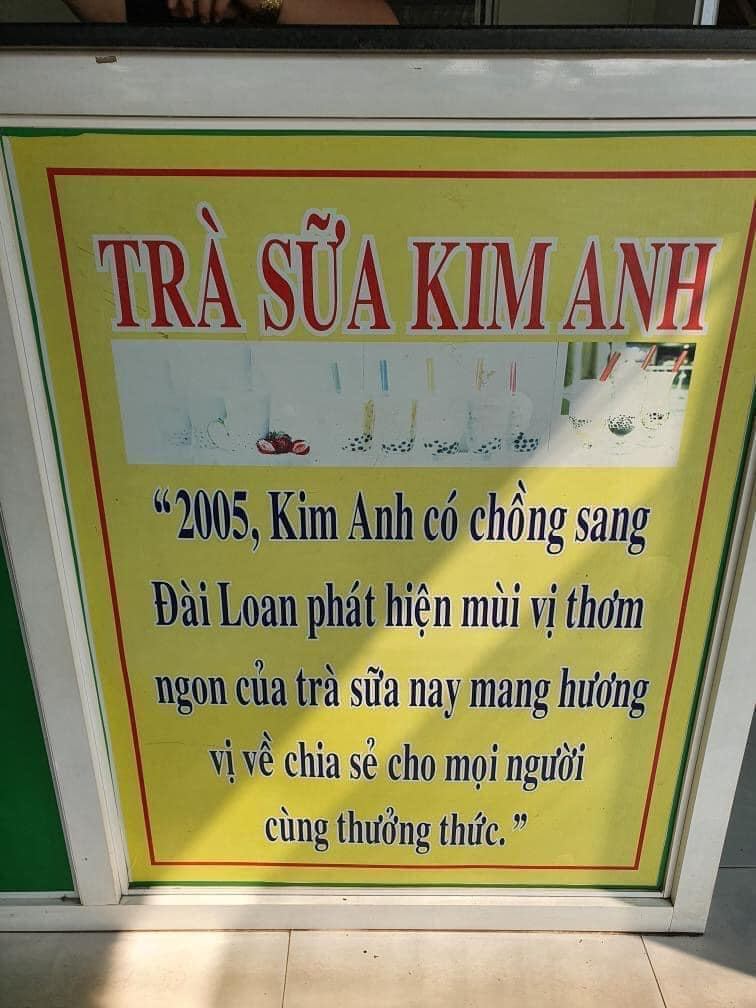 TRÀ SỮA KIM ANH
“2005, Kim Anh có chồng sang
Đài Loan phát hiện mùi vị thơm
ngon của trà sữa nay mang hương
vị về chia sẻ cho mọi người
cùng thưởng thức.”